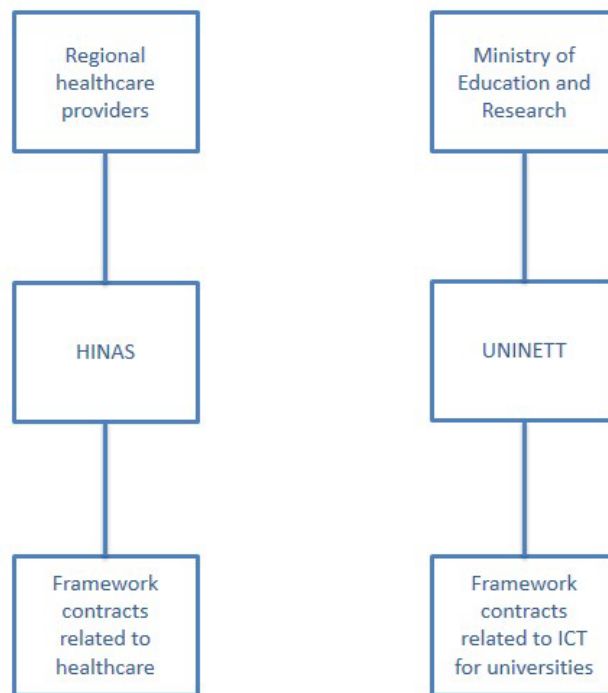 Regional
healthcare
providers
Ministry of
Education and
Research
HINAS
UNINETT
Framework
contracts
related to
healthcare
Framework
contracts
related to ICT
for universities